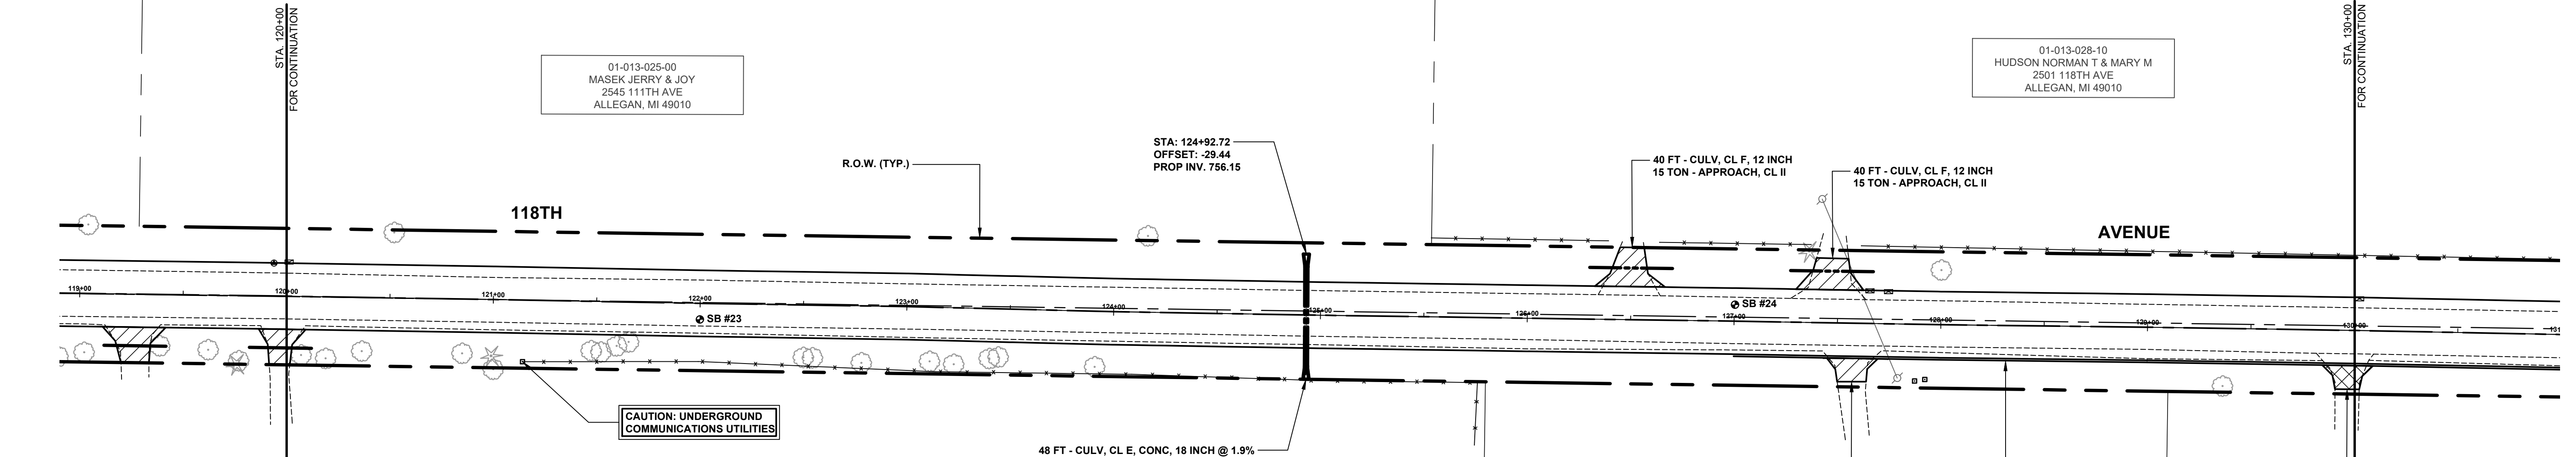 STA. 120+00
FOR CONTINUATION
01-013-025-00
MASEK JERRY & JOY
2545 111TH AVE
ALLEGAN, MI 49010
01-013-028-10
HUDSON NORMAN T & MARY M
2501 118TH AVE
ALLEGAN, MI 49010
STA. 130+00
FOR CONTINUATION
R.O.W. (TYP.)
STA: 124+92.72
OFFSET: -29.44
PROP INV. 756.15
40 FT - CULV, CL F, 12 INCH
15 TON - APPROACH, CL II
40 FT - CULV, CL F, 12 INCH
15 TON - APPROACH, CL II
118TH
AVENUE
119+00
120+00
121+00
122+00
123+00
124+00
125+00
126+00
127+00
128+00
129+00
130+00
SB #23
SB #24
CAUTION: UNDERGROUND
COMMUNICATIONS UTILITIES
48 FT - CULV, CL E, CONC, 18 INCH @ 1.9%